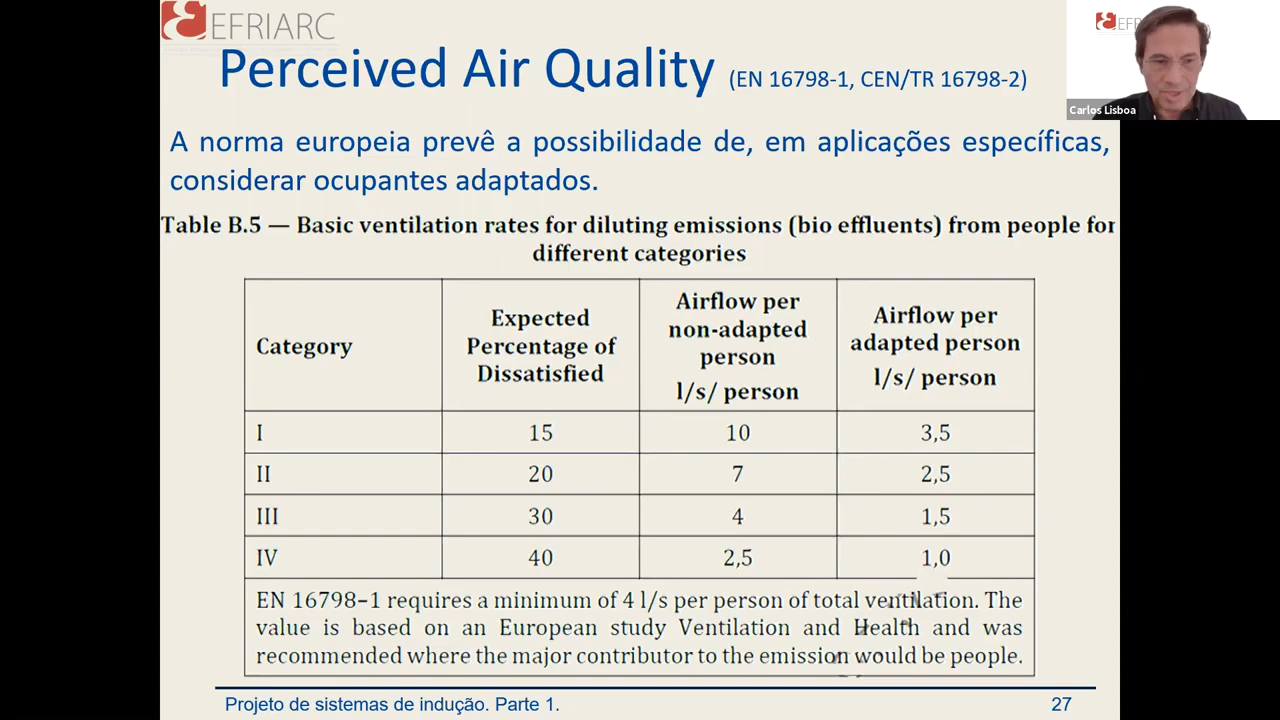 EFRIARC
Perceived Air Quality (EN 16798-1, CEN/TR 16798-2)
Carlos Lisboa
A norma europeia prevê a possibilidade de, em aplicações específicas,
considerar ocupantes adaptados.
Table B.5 — Basic ventilation rates for diluting emissions (bio effluents) from people for
different categories
Category
Expected
Percentage of
Dissatisfied
Airflow per
non-adapted
person
l/s/ person
Airflow per
adapted person
l/s/ person
I 15 10 3,5
II 20 7 2,5
III 30 4 1,5
IV 40 2,5 1,0
EN 16798–1 requires a minimum of 4 l/s per person of total ventilation. The
value is based on an European study Ventilation and Health and was
recommended where the major contributor to the emission would be people.
Projeto de sistemas de indução. Parte 1.
27